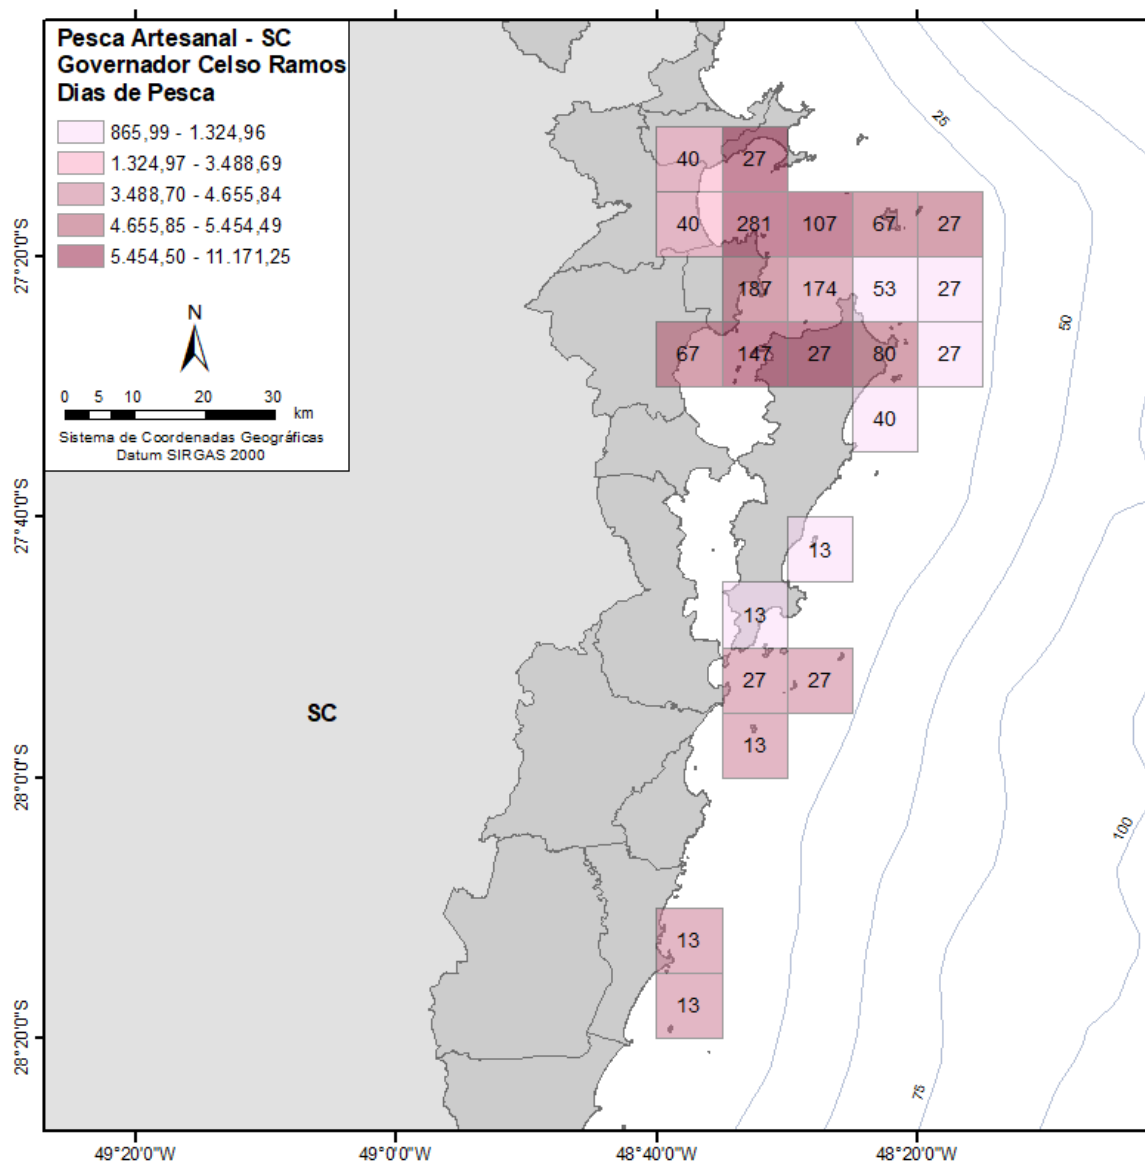 Pesca Artesanal - SC
Governador Celso Ramos
Dias de Pesca
865,99 - 1.324,96
1.324,97 - 3.488,69
3.488,70 - 4.655,84
4.655,85 - 5.454,49
5.454,50 - 11.171,25
N
0 5 10 20 30
km
Sistema de Coordenadas Geográficas
Datum SIRGAS 2000
25
40 27
40 281 107 67 27
27°20'0"S
187 174 53 27
50
67 147 27 80 27
40
27°40'0"S
13
13
27 27
SC
13
28°0'0"S
100
13
13
28°20'0"S
75
49°20'0"W 49°0'0"W 48°40'0"W 48°20'0"W